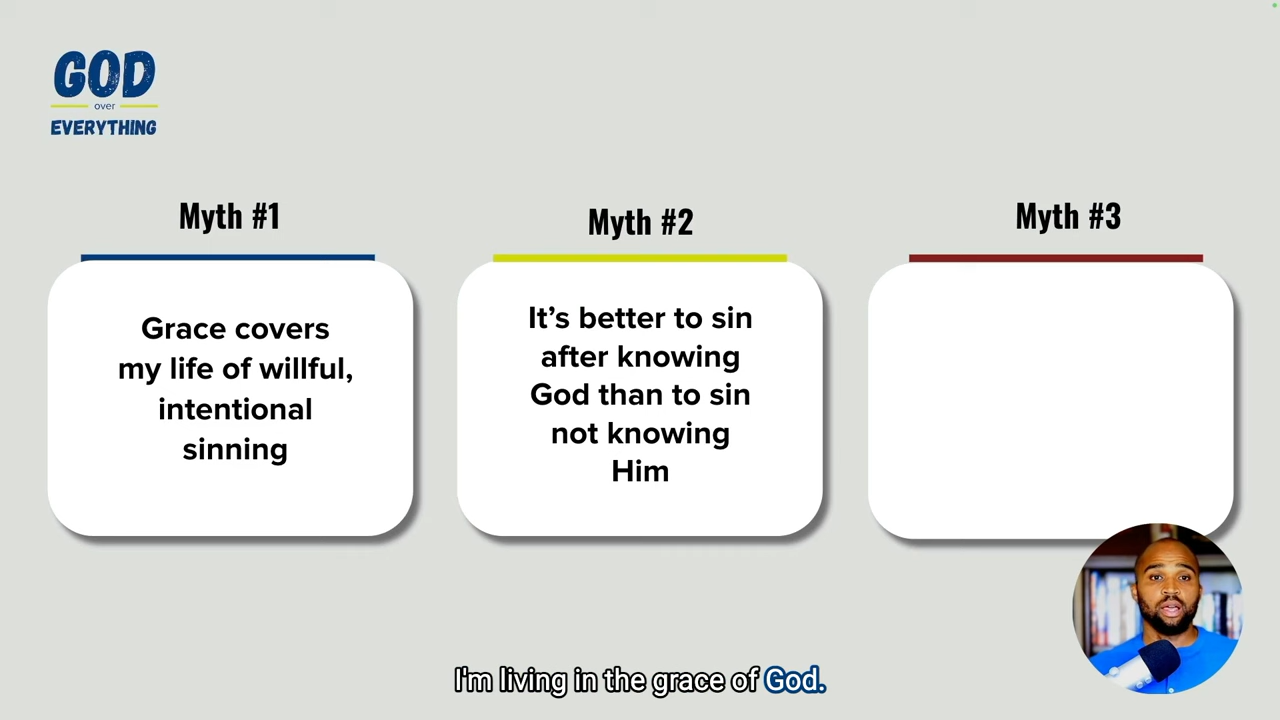 GOD
over
EVERYTHING
Myth #1
Grace covers
my life of willful,
intentional
sinning
Myth #2
It's better to sin
after knowing
God than to sin
not knowing
Him
Myth #3
I'm living in the grace of God.